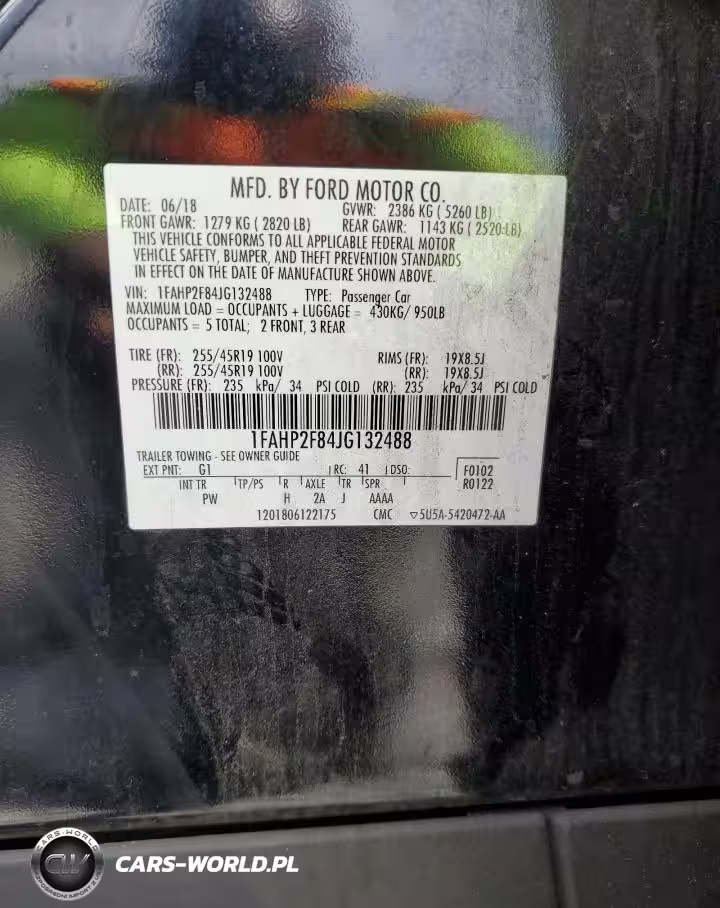 MFD. BY FORD MOTOR CO.
DATE: 06/18 GVWR: 2386 KG ( 5260 LB)
FRONT GAWR: 1279 KG ( 2820 LB) REAR GAWR: 1143 KG ( 2520 LB)
THIS VEHICLE CONFORMS TO ALL APPLICABLE FEDERAL MOTOR
VEHICLE SAFETY, BUMPER, AND THEFT PREVENTION STANDARDS
IN EFFECT ON THE DATE OF MANUFACTURE SHOWN ABOVE.
VIN: 1FAHP2F84JG132488 TYPE: Passenger Car
MAXIMUM LOAD = OCCUPANTS + LUGGAGE = 430KG/ 950LB
OCCUPANTS = 5 TOTAL; 2 FRONT, 3 REAR
TIRE (FR): 255/45R19 100V RIMS (FR): 19X8.5J
(RR): 255/45R19 100V (RR): 19X8.5J
PRESSURE (FR): 235 kPa/ 34 PSI COLD (RR): 235 kPa/ 34 PSI COLD
1FAHP2F84JG132488
TRAILER TOWING - SEE OWNER GUIDE
EXT PNT: G1 RC: 41 DSO: F0102
INT TR TP/PS R AXLE TR SPR R0122
PW H 2A J AAAA
1201806122175 CMC ▽5U5A-5420472-AA
CARS-WORLD
CW
CARS-WORLD.PL